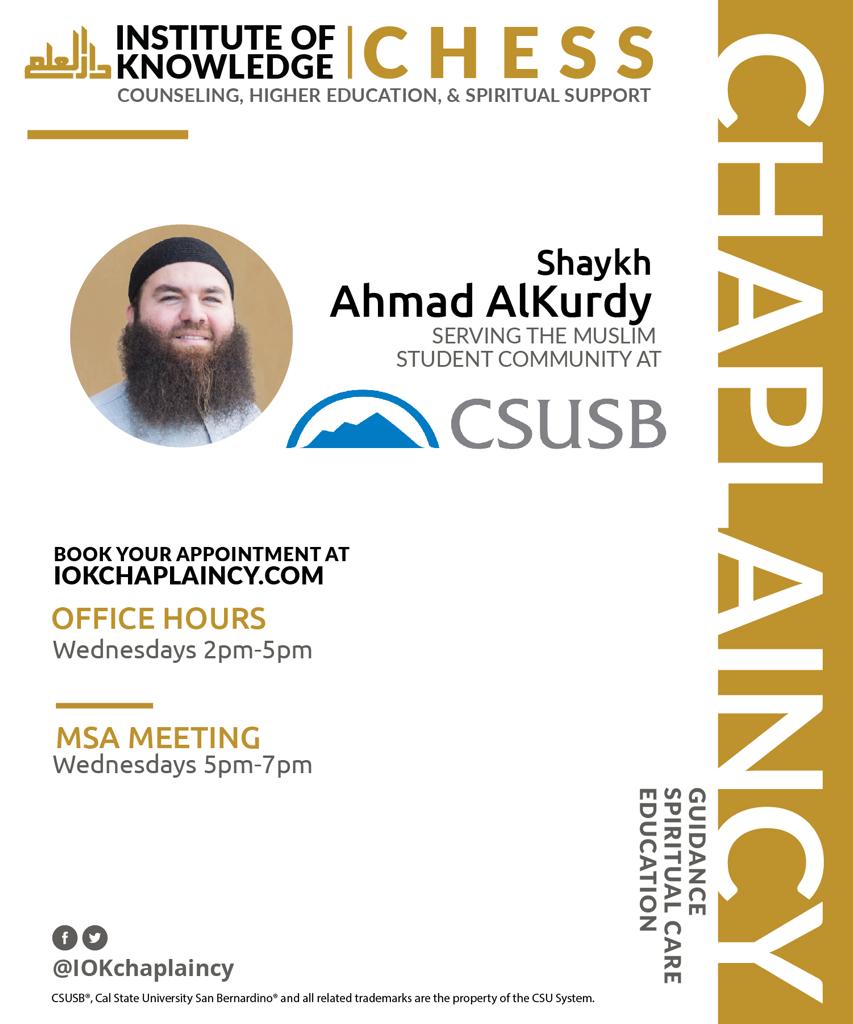 دار العلم
INSTITUTE OF
KNOWLEDGE
CHESS
COUNSELING, HIGHER EDUCATION, & SPIRITUAL SUPPORT
Shaykh
Ahmad AlKurdy
SERVING THE MUSLIM
STUDENT COMMUNITY AT
CSUSB
BOOK YOUR APPOINTMENT AT
IOKCHAPLAINCY.COM
OFFICE HOURS
Wednesdays 2pm-5pm
MSA MEETING
Wednesdays 5pm-7pm
CHAPLAINCY
GUIDANCE
SPIRITUAL CARE
EDUCATION
@IOKchaplaincy
CSUSB®, Cal State University San Bernardino® and all related trademarks are the property of the CSU System.